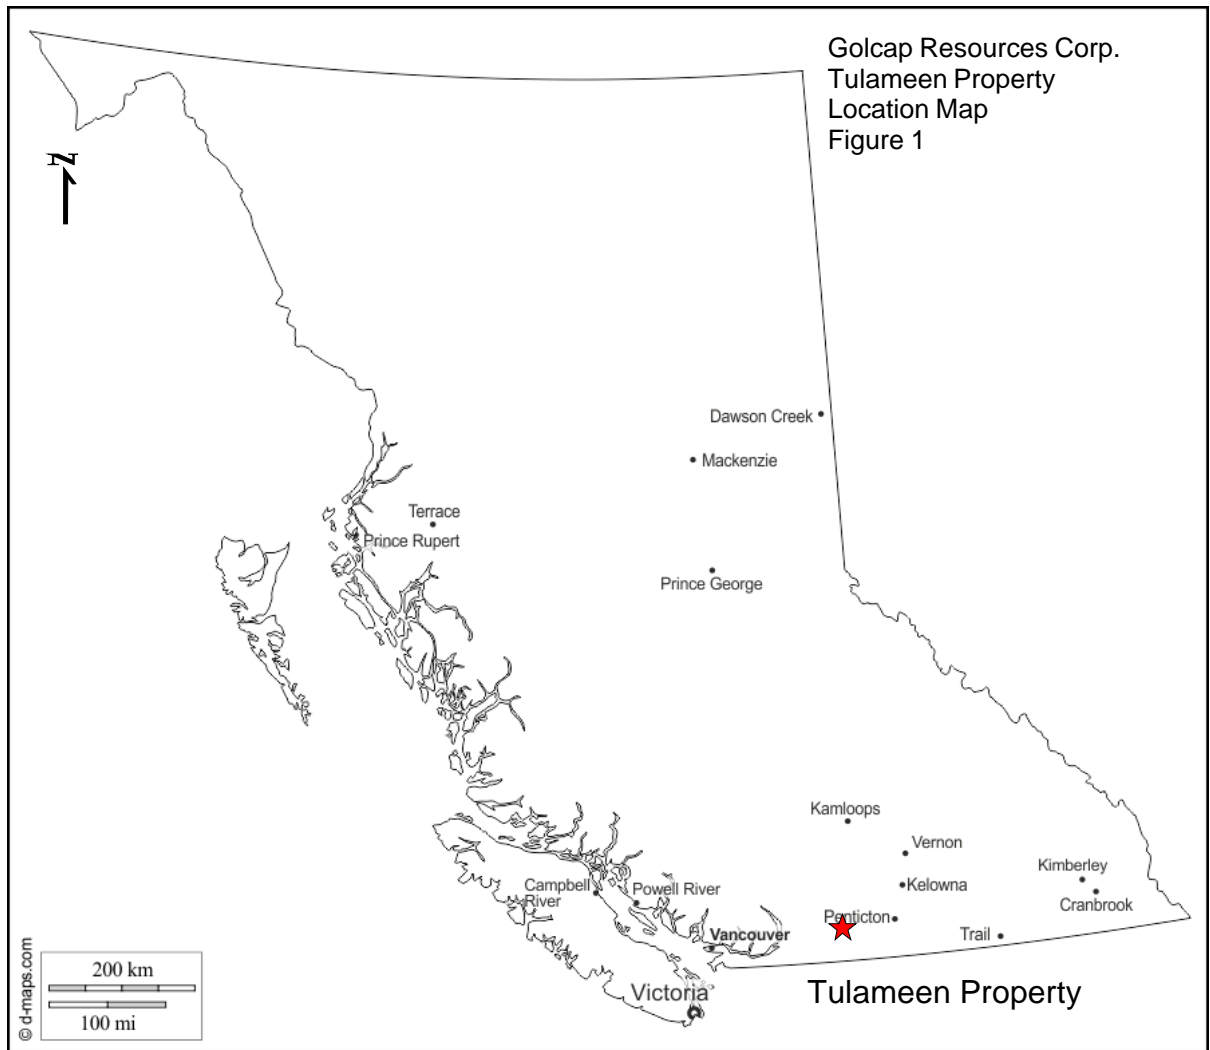 Golcap Resources Corp.
Tulameen Property
Location Map
Figure 1
N
Dawson Creek
Mackenzie
Terrace
Prince Rupert
Prince George
Kamloops
Vernon
Kimberley
Campbell
River
Powell River
Kelowna
Cranbrook
Penticton
Trail
Vancouver
Victoria
Tulameen Property
200 km
100 mi
© d-maps.com